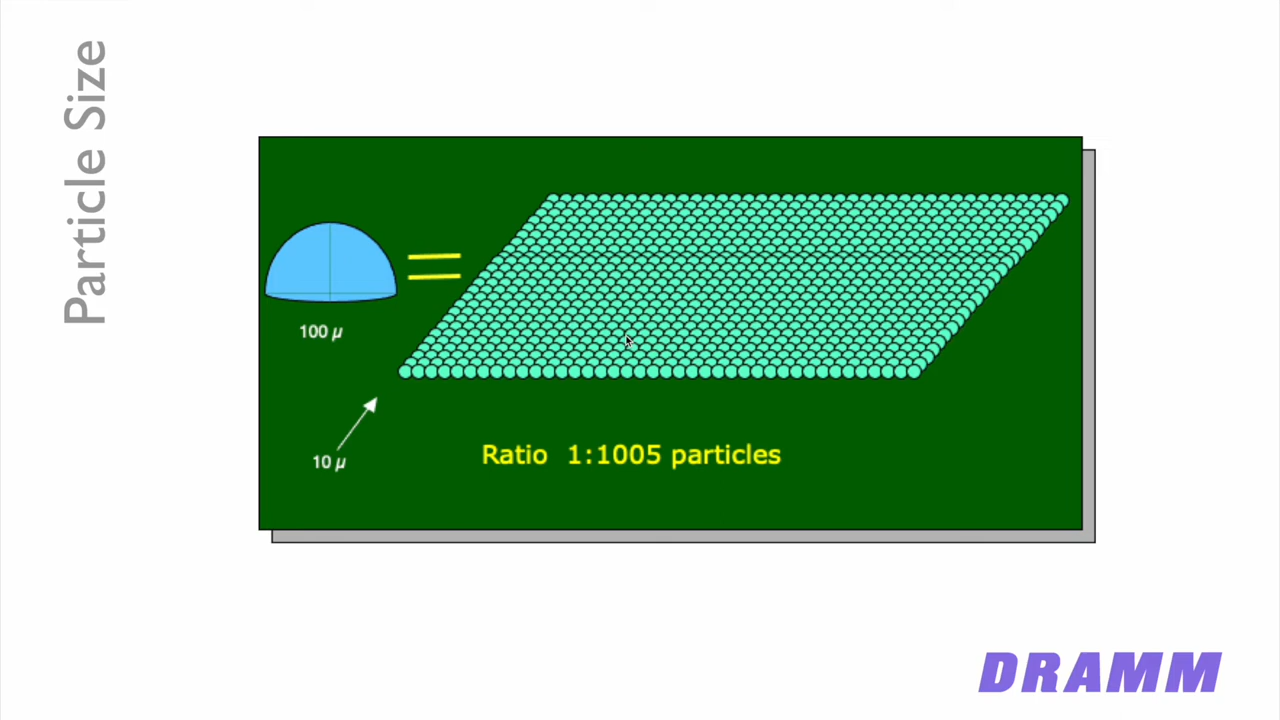 Particle Size
100 μ
10 μ
Ratio 1:1005 particles
DRAMM